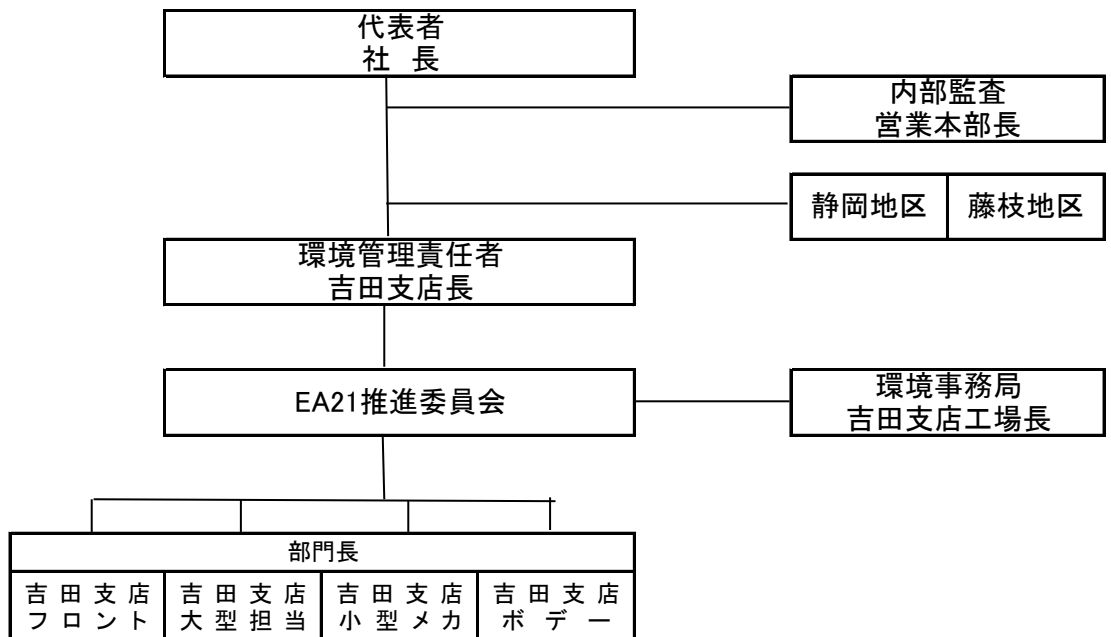 代表者
社 長
内部監査
営業本部長
静岡地区 藤枝地区
環境管理責任者
吉田支店長
EA21推進委員会
環境事務局
吉田支店工場長
部門長
吉田支店
フロント
吉田支店
大型担当
吉田支店
小型メカ
吉田支店
ボデー